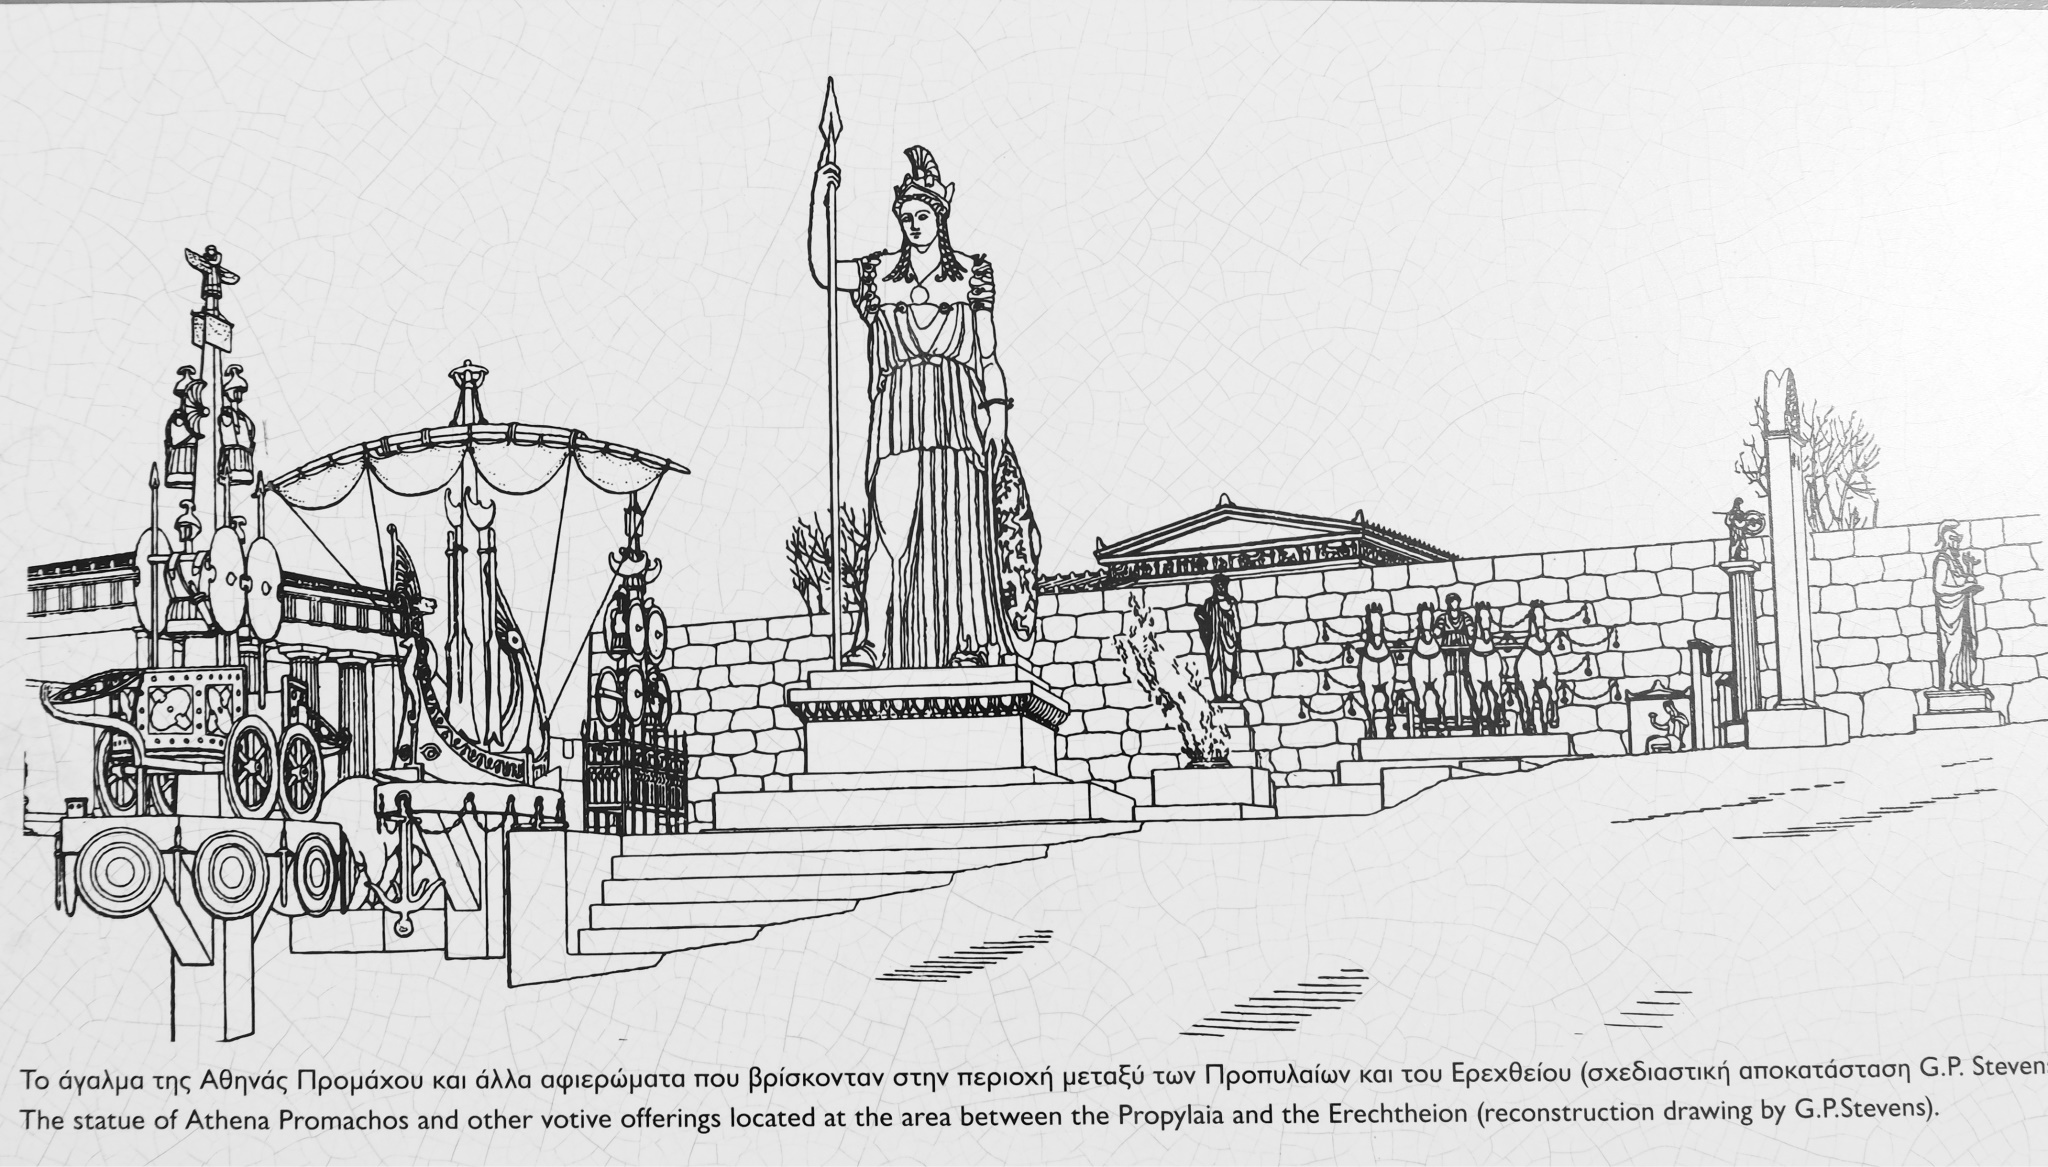 Το άγαλμα της Αθηνάς Προμάχου και άλλα αφιερώματα που βρίσκονταν στην περιοχή μεταξύ των Προπυλαίων και του Ερεχθείου (σχεδιαστική αποκατάσταση G.P. Steven
The statue of Athena Promachos and other votive offerings located at the area between the Propylaia and the Erechtheion (reconstruction drawing by G.P.Stevens).